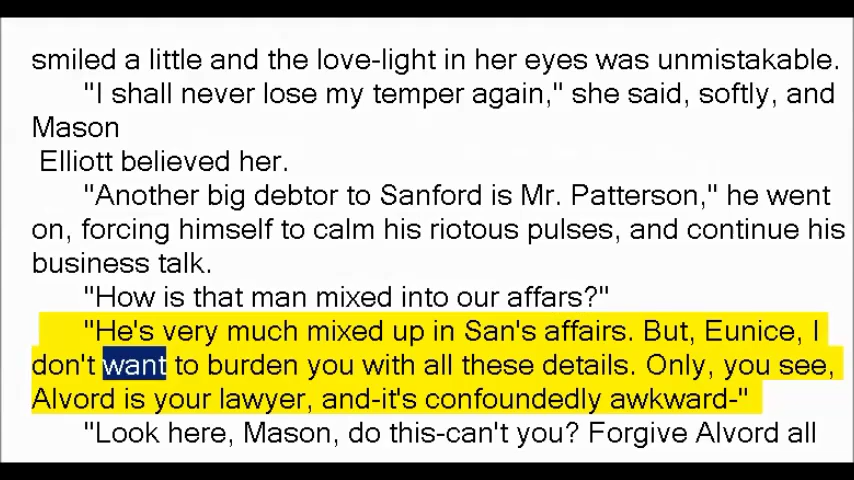 smiled a little and the love-light in her eyes was unmistakable.
"I shall never lose my temper again," she said, softly, and
Mason
Elliott believed her.
"Another big debtor to Sanford is Mr. Patterson," he went
on, forcing himself to calm his riotous pulses, and continue his
business talk.
"How is that man mixed into our affars?"
"He's very much mixed up in San's affairs. But, Eunice, I
don't want to burden you with all these details. Only, you see,
Alvord is your lawyer, and-it's confoundedly awkward-"
"Look here, Mason, do this-can't you? Forgive Alvord all